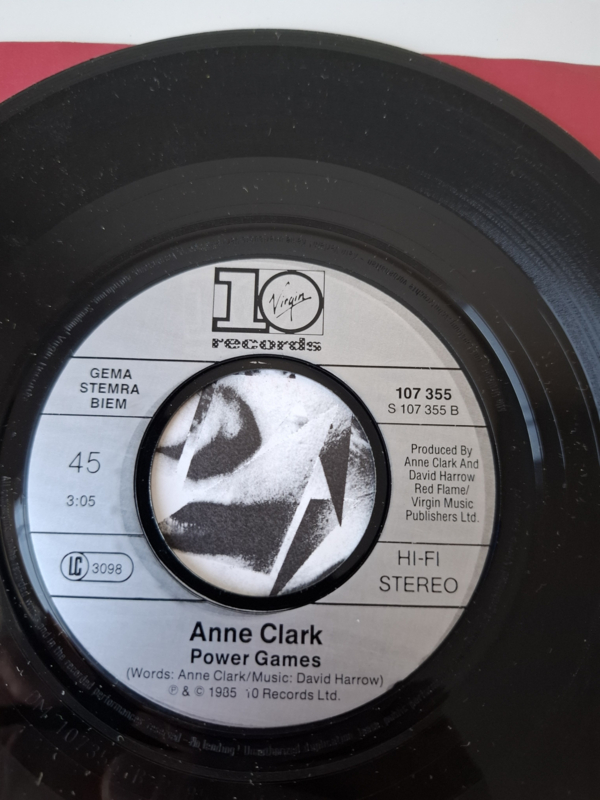 10
Virgin
records
GEMA
STEMRA
BIEM
107 355
S 107 355 B
45
3:05
Produced By
Anne Clark And
David Harrow
Red Flame/
Virgin Music
Publishers Ltd.
LC 3098
HI-FI
STEREO
Anne Clark
Power Games
(Words: Anne Clark/Music: David Harrow)
℗ & © 1985 10 Records Ltd.